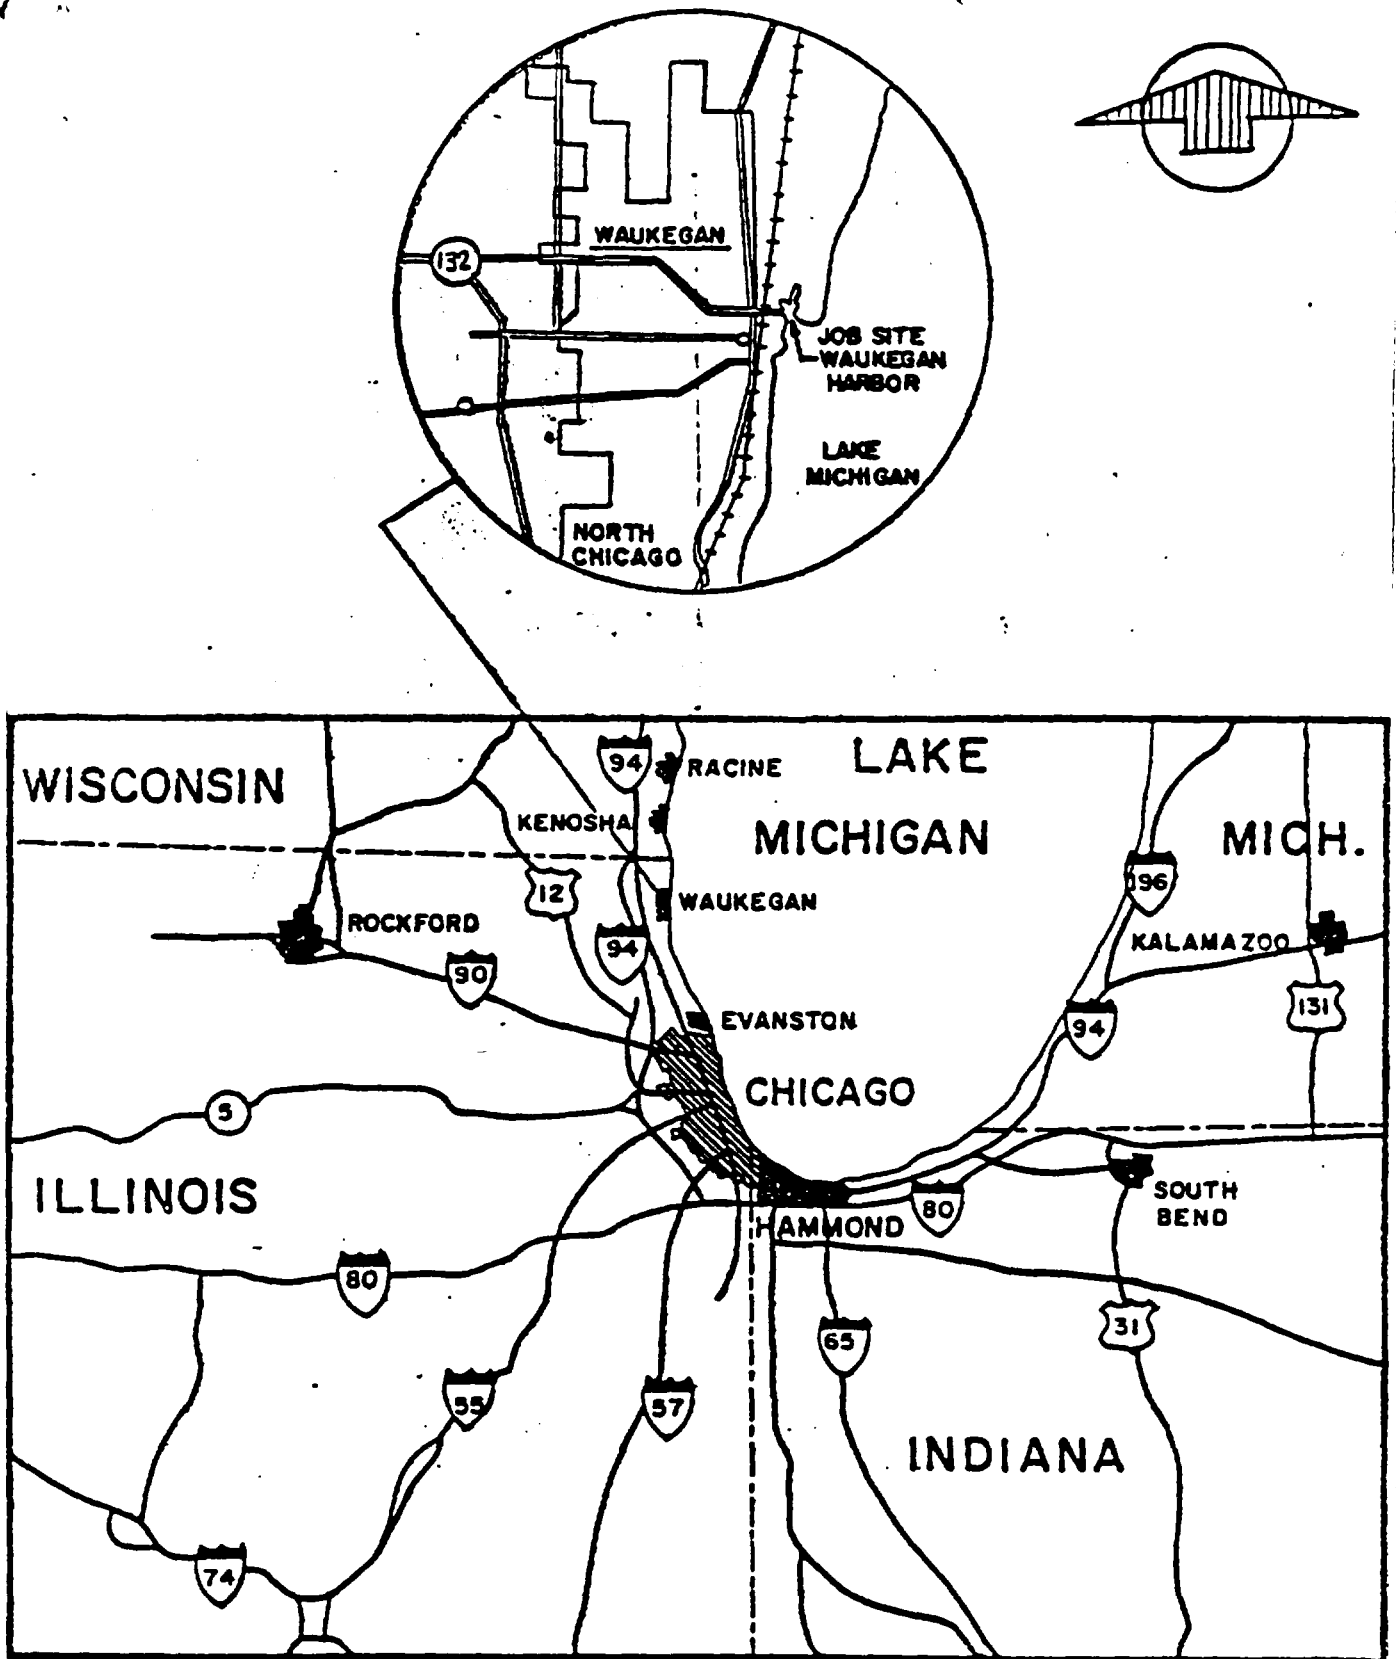 WAUKEGAN
132
JOB SITE
WAUKEGAN
HARBOR
LAKE
MICHIGAN
NORTH
CHICAGO
WISCONSIN
94
RACINE
LAKE
KENOSHA
MICHIGAN
MICH.
12
196
WAUKEGAN
ROCKFORD
94
KALAMAZOO
90
131
EVANSTON
94
CHICAGO
5
ILLINOIS
SOUTH
BEND
80
HAMMOND
80
31
65
55
57
INDIANA
74